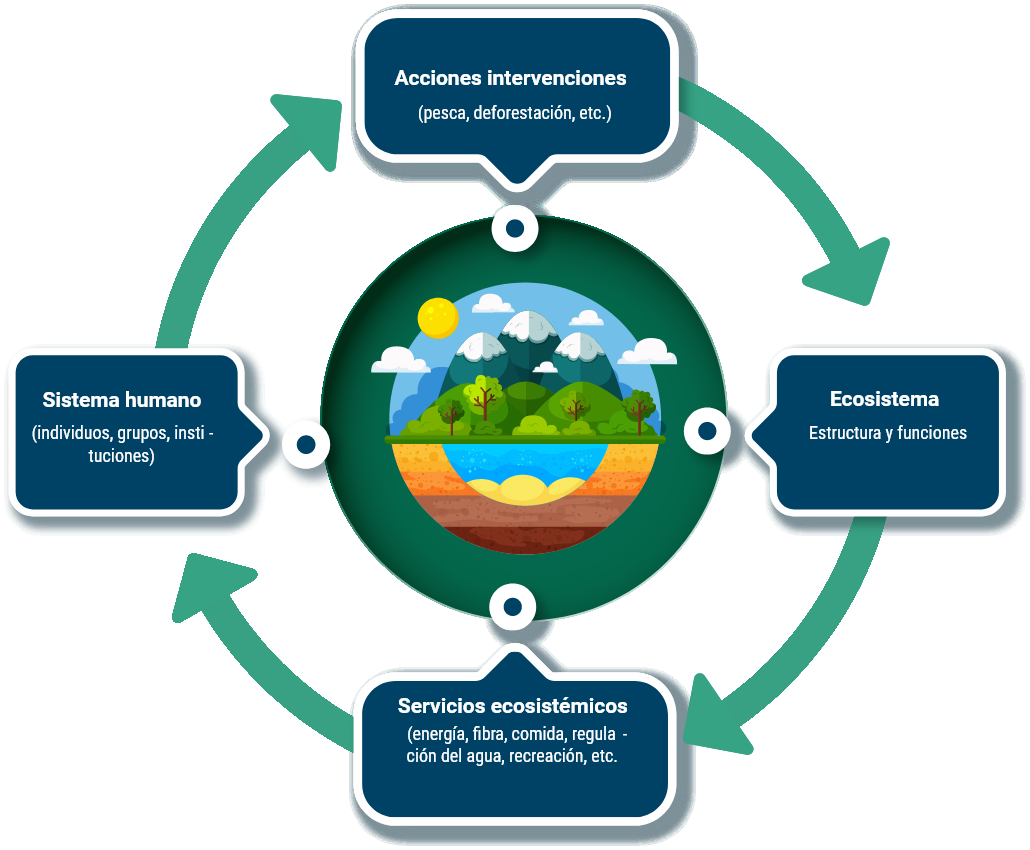 Acciones intervenciones
(pesca, deforestación, etc.)
Sistema humano
(individuos, grupos, insti -
tuciones)
Ecosistema
Estructura y funciones
Servicios ecosistémicos
(energía, fibra, comida, regula -
ción del agua, recreación, etc.